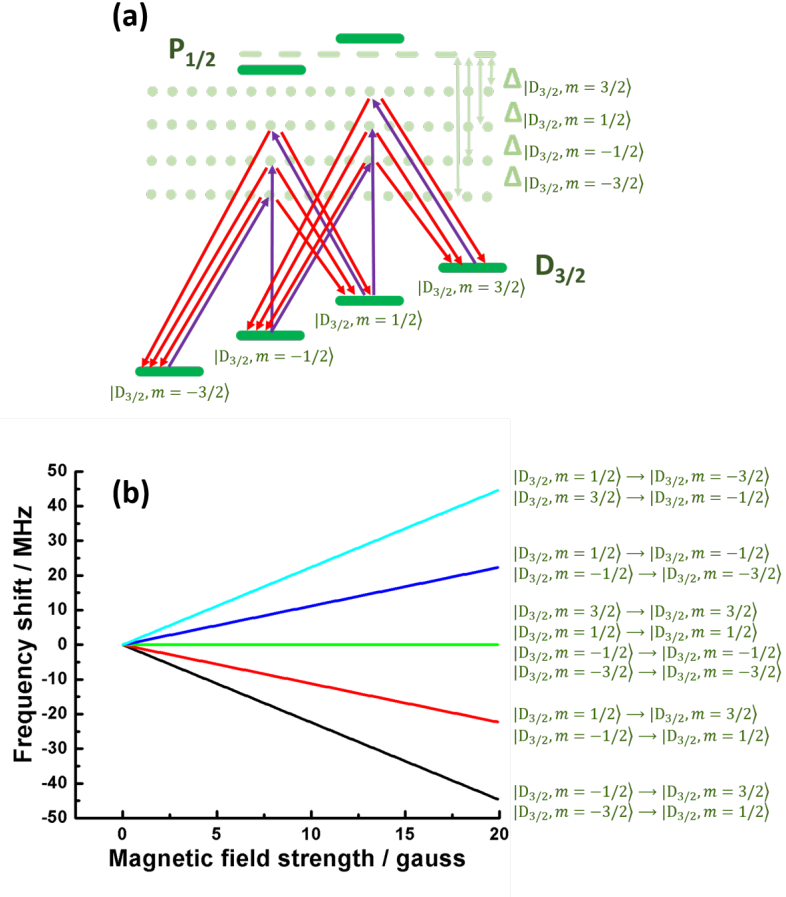 (a)
P1/2
Δ|D3/2, m = 3/2⟩
Δ|D3/2, m = 1/2⟩
Δ|D3/2, m = −1/2⟩
Δ|D3/2, m = −3/2⟩
D3/2
|D3/2, m = 3/2⟩
|D3/2, m = 1/2⟩
|D3/2, m = −1/2⟩
|D3/2, m = −3/2⟩
(b)
Frequency shift / MHz
50
40
30
20
10
0
-10
-20
-30
-40
-50
0 5 10 15 20
Magnetic field strength / gauss
|D3/2, m = 1/2⟩ → |D3/2, m = −3/2⟩
|D3/2, m = 3/2⟩ → |D3/2, m = −1/2⟩
|D3/2, m = 1/2⟩ → |D3/2, m = −1/2⟩
|D3/2, m = −1/2⟩ → |D3/2, m = −3/2⟩
|D3/2, m = 3/2⟩ → |D3/2, m = 3/2⟩
|D3/2, m = 1/2⟩ → |D3/2, m = 1/2⟩
|D3/2, m = −1/2⟩ → |D3/2, m = −1/2⟩
|D3/2, m = −3/2⟩ → |D3/2, m = −3/2⟩
|D3/2, m = 1/2⟩ → |D3/2, m = 3/2⟩
|D3/2, m = −1/2⟩ → |D3/2, m = 1/2⟩
|D3/2, m = −1/2⟩ → |D3/2, m = 3/2⟩
|D3/2, m = −3/2⟩ → |D3/2, m = 1/2⟩